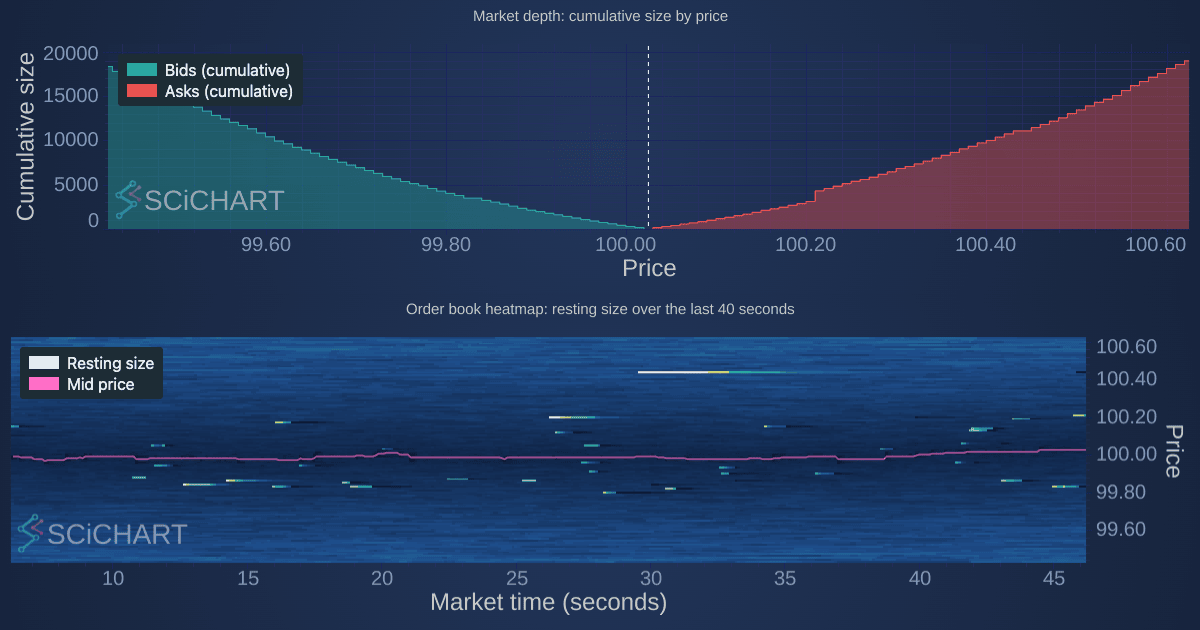 Market depth: cumulative size by price
Cumulative size
20000
15000
10000
5000
0
Bids (cumulative)
Asks (cumulative)
SCiCHART
99.60 99.80 100.00 100.20 100.40 100.60
Price
Order book heatmap: resting size over the last 40 seconds
Resting size
Mid price
100.60
100.40
100.20
100.00
99.80
99.60
Price
SCiCHART
10 15 20 25 30 35 40 45
Market time (seconds)